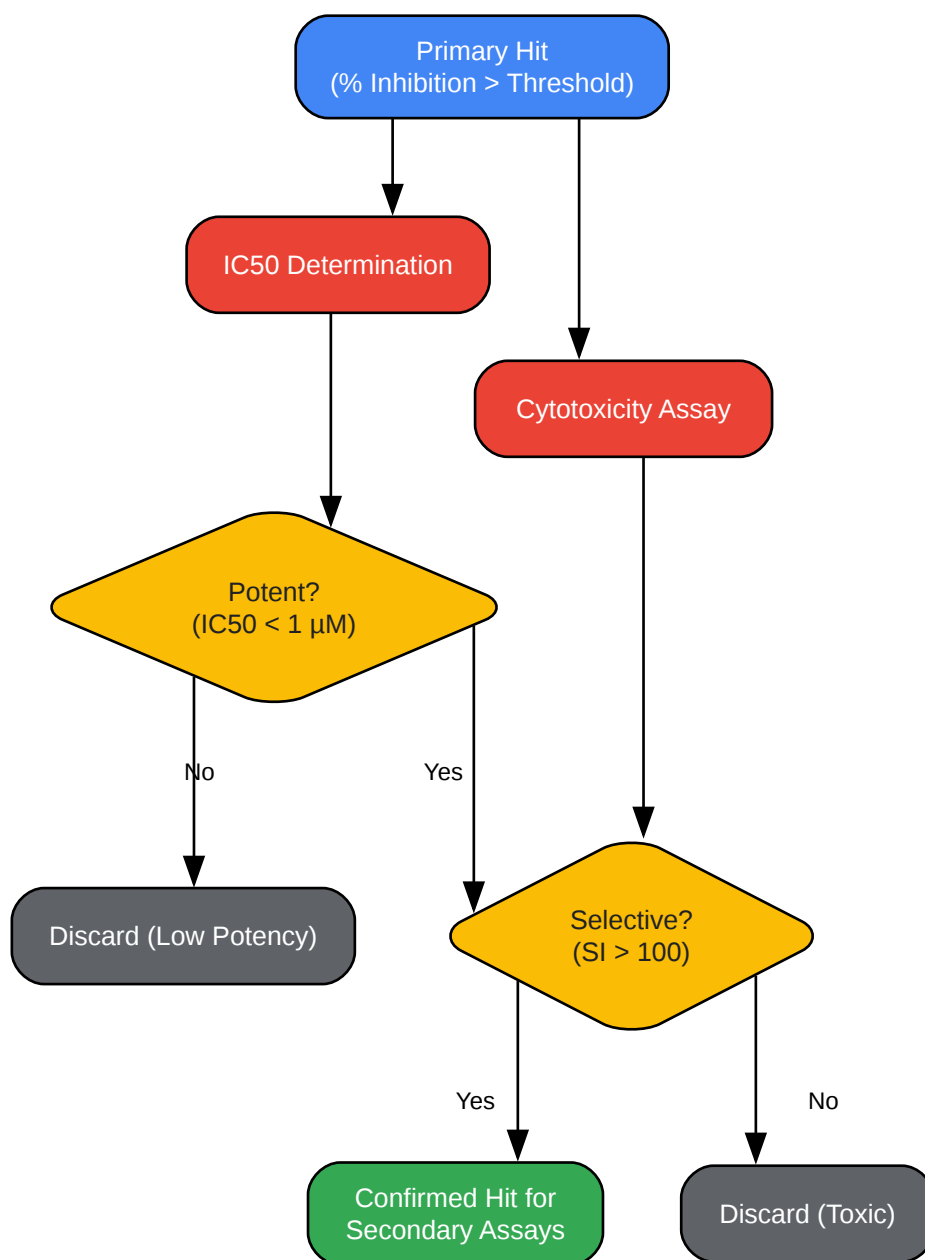 Primary Hit
(% Inhibition > Threshold)
IC50 Determination
Cytotoxicity Assay
Potent?
(IC50 < 1 µM)
No
Yes
Discard (Low Potency)
Selective?
(SI > 100)
Yes
No
Confirmed Hit for
Secondary Assays
Discard (Toxic)